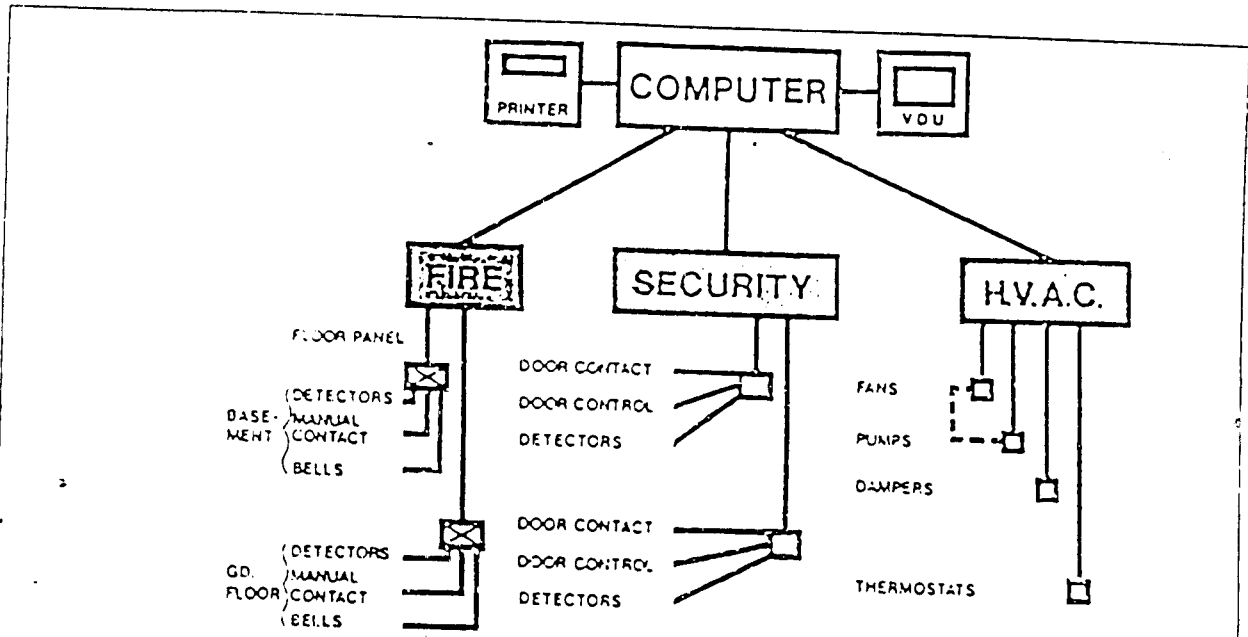 PRINTER
COMPUTER
VDU
FIRE
SECURITY
H.V.A.C.
FLOOR PANEL
BASE-
MENT
DETECTORS
MANUAL
CONTACT
BELLS
GD.
FLOOR
DETECTORS
MANUAL
CONTACT
BELLS
DOOR CONTACT
DOOR CONTROL
DETECTORS
DOOR CONTACT
DOOR CONTROL
DETECTORS
FANS
PUMPS
DAMPERS
THERMOSTATS